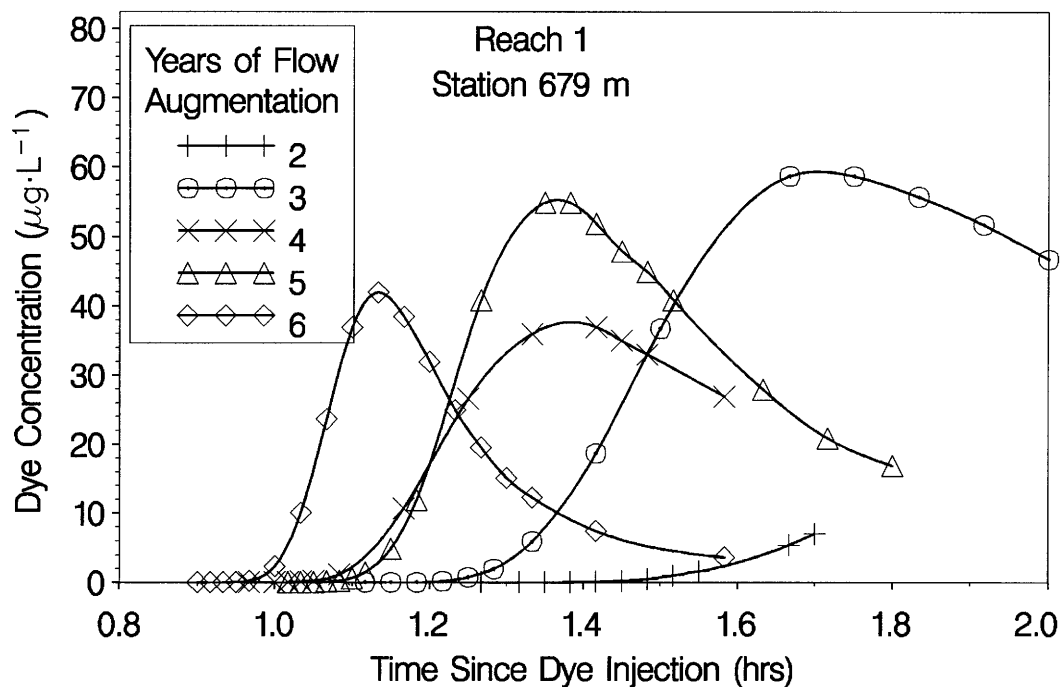 Reach 1
Station 679 m
Years of Flow
Augmentation
2
3
4
5
6
Dye Concentration (μg·L⁻¹)
80
70
60
50
40
30
20
10
0
0.8 1.0 1.2 1.4 1.6 1.8 2.0
Time Since Dye Injection (hrs)